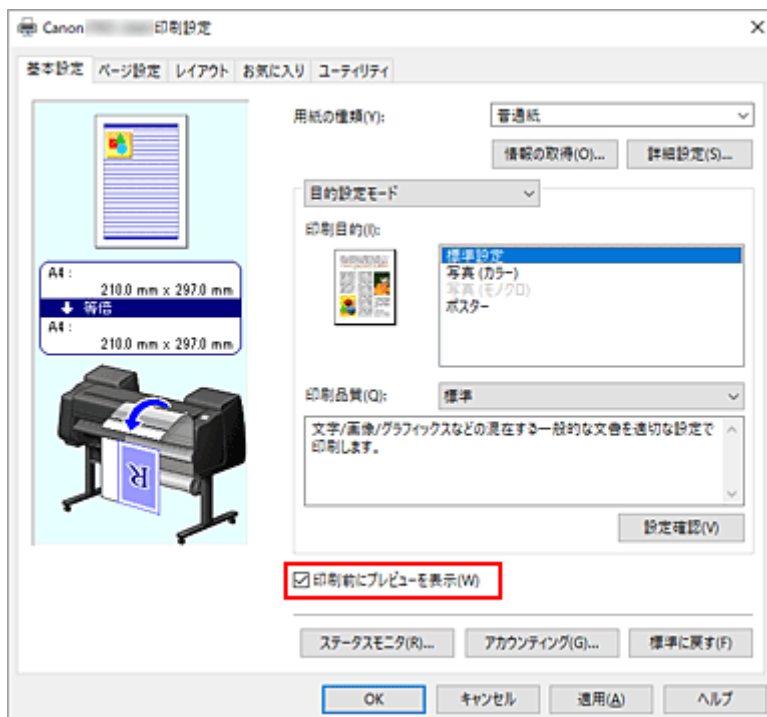 Canon 印刷設定
基本設定 ページ設定 レイアウト お気に入り ユーティリティ
用紙の種類(Y): 普通紙
情報の取得(O)... 詳細設定(S)...
目的設定モード
印刷目的(I):
標準設定
写真 (カラー)
写真 (モノクロ)
ポスター
A4 :
210.0 mm x 297.0 mm
等倍
A4 :
210.0 mm x 297.0 mm
R
印刷品質(Q): 標準
文字/画像/グラフィックスなどの混在する一般的な文書を適切な設定で
印刷します。
設定確認(V)
印刷前にプレビューを表示(W)
ステータスモニタ(R)... アカウンティング(G)... 標準に戻す(F)
OK キャンセル 適用(A) ヘルプ